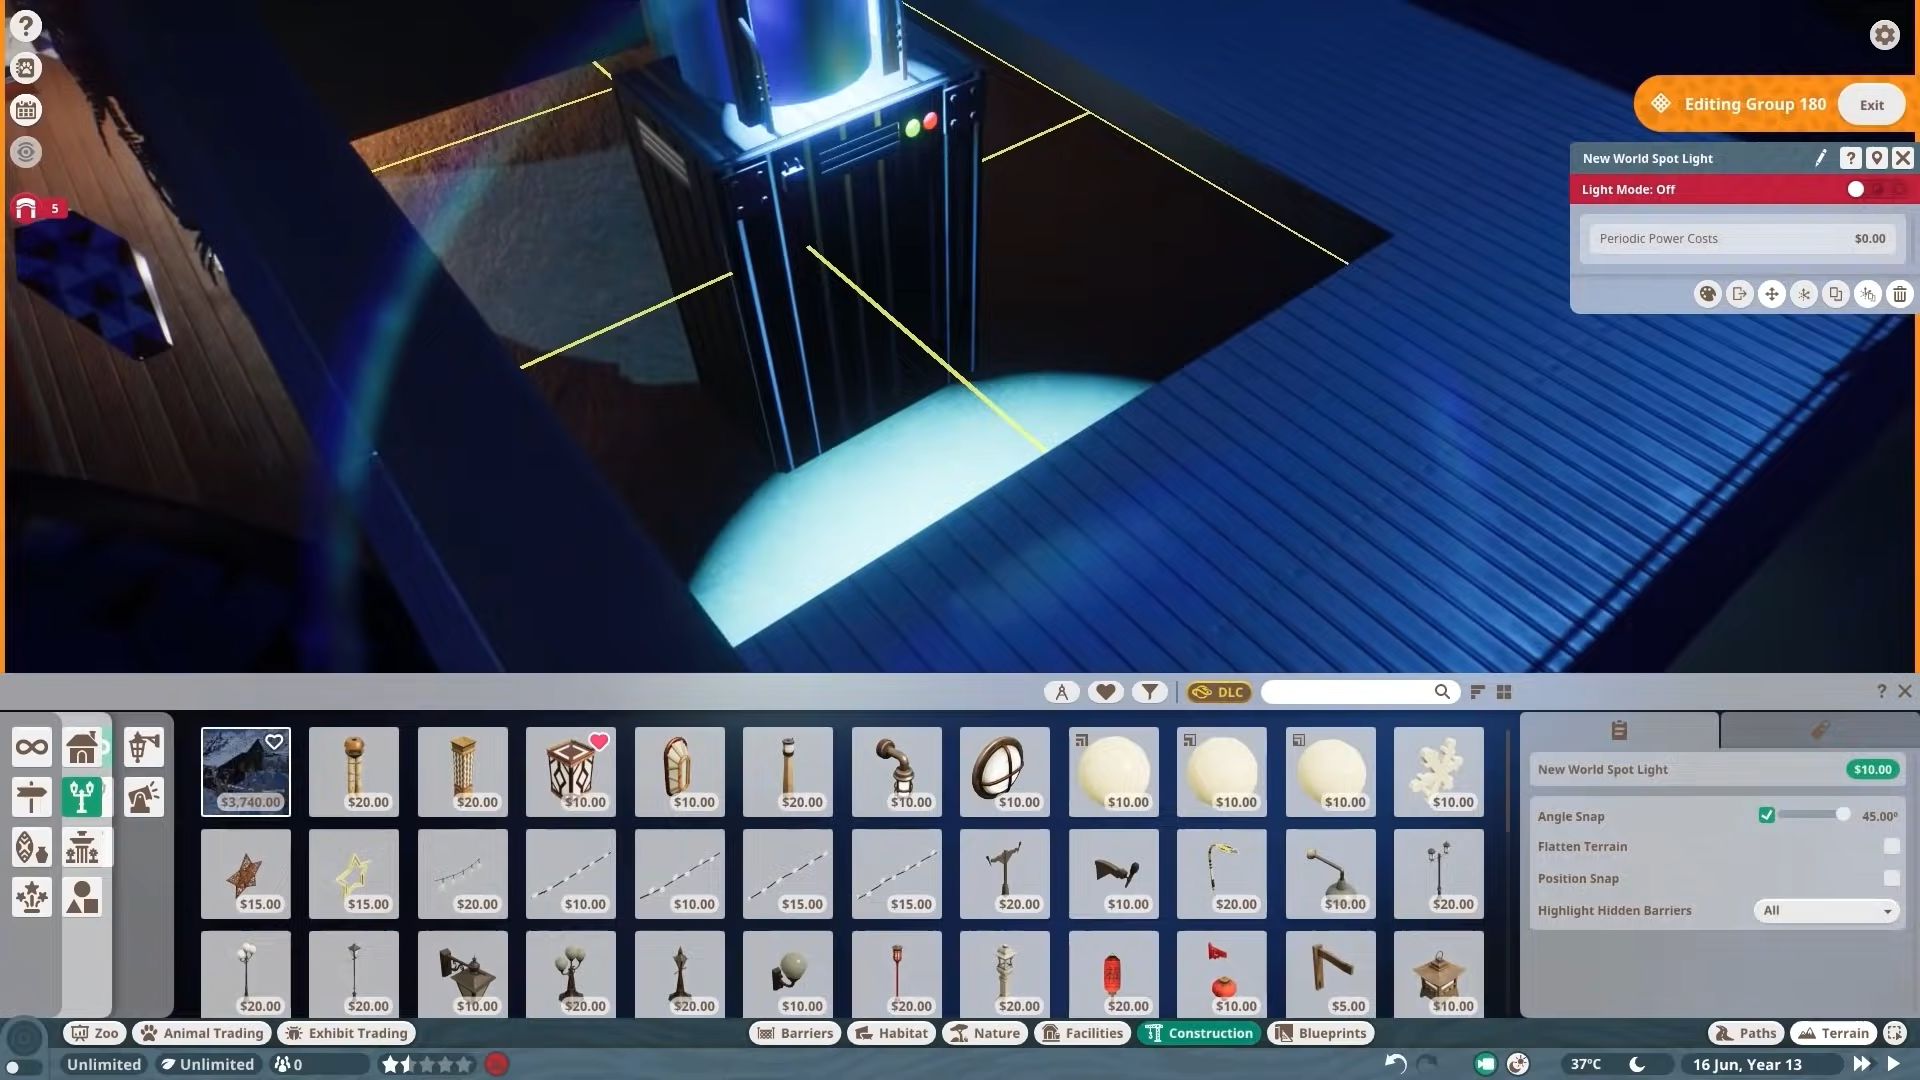 Editing Group 180
Exit
New World Spot Light
?
Light Mode: Off
5
Periodic Power Costs $0.00
DLC
?
$3,740.00 $20.00 $20.00 $10.00 $10.00 $20.00 $10.00 $10.00 $10.00 $10.00 $10.00 $10.00
$15.00 $15.00 $20.00 $10.00 $10.00 $15.00 $15.00 $20.00 $10.00 $20.00 $10.00 $20.00
$20.00 $20.00 $10.00 $20.00 $20.00 $10.00 $20.00 $20.00 $20.00 $10.00 $5.00 $10.00
New World Spot Light $10.00
Angle Snap 45.00°
Flatten Terrain
Position Snap
Highlight Hidden Barriers All
Zoo Animal Trading Exhibit Trading Barriers Habitat Nature Facilities Construction Blueprints Paths Terrain
Unlimited Unlimited 0 37°C 16 Jun, Year 13